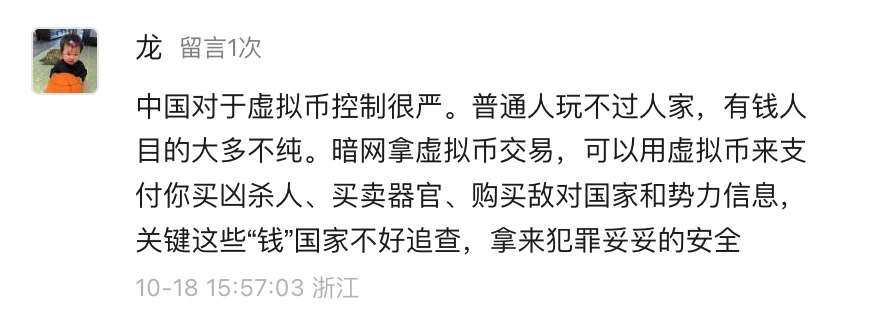 龙 留言1次
中国对于虚拟币控制很严。普通人玩不过人家，有钱人
目的大多不纯。暗网拿虚拟币交易，可以用虚拟币来支
付你买凶杀人、买卖器官、购买敌对国家和势力信息，
关键这些“钱”国家不好追查，拿来犯罪妥妥的安全
10-18 15:57:03 浙江